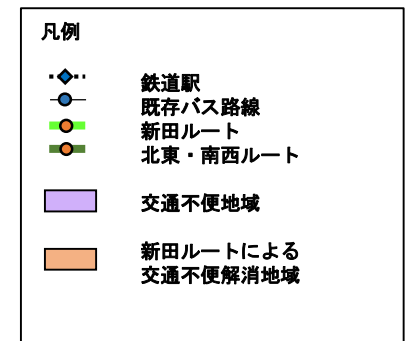 凡例
鉄道駅
既存バス路線
新田ルート
北東・南西ルート
交通不便地域
新田ルートによる
交通不便解消地域